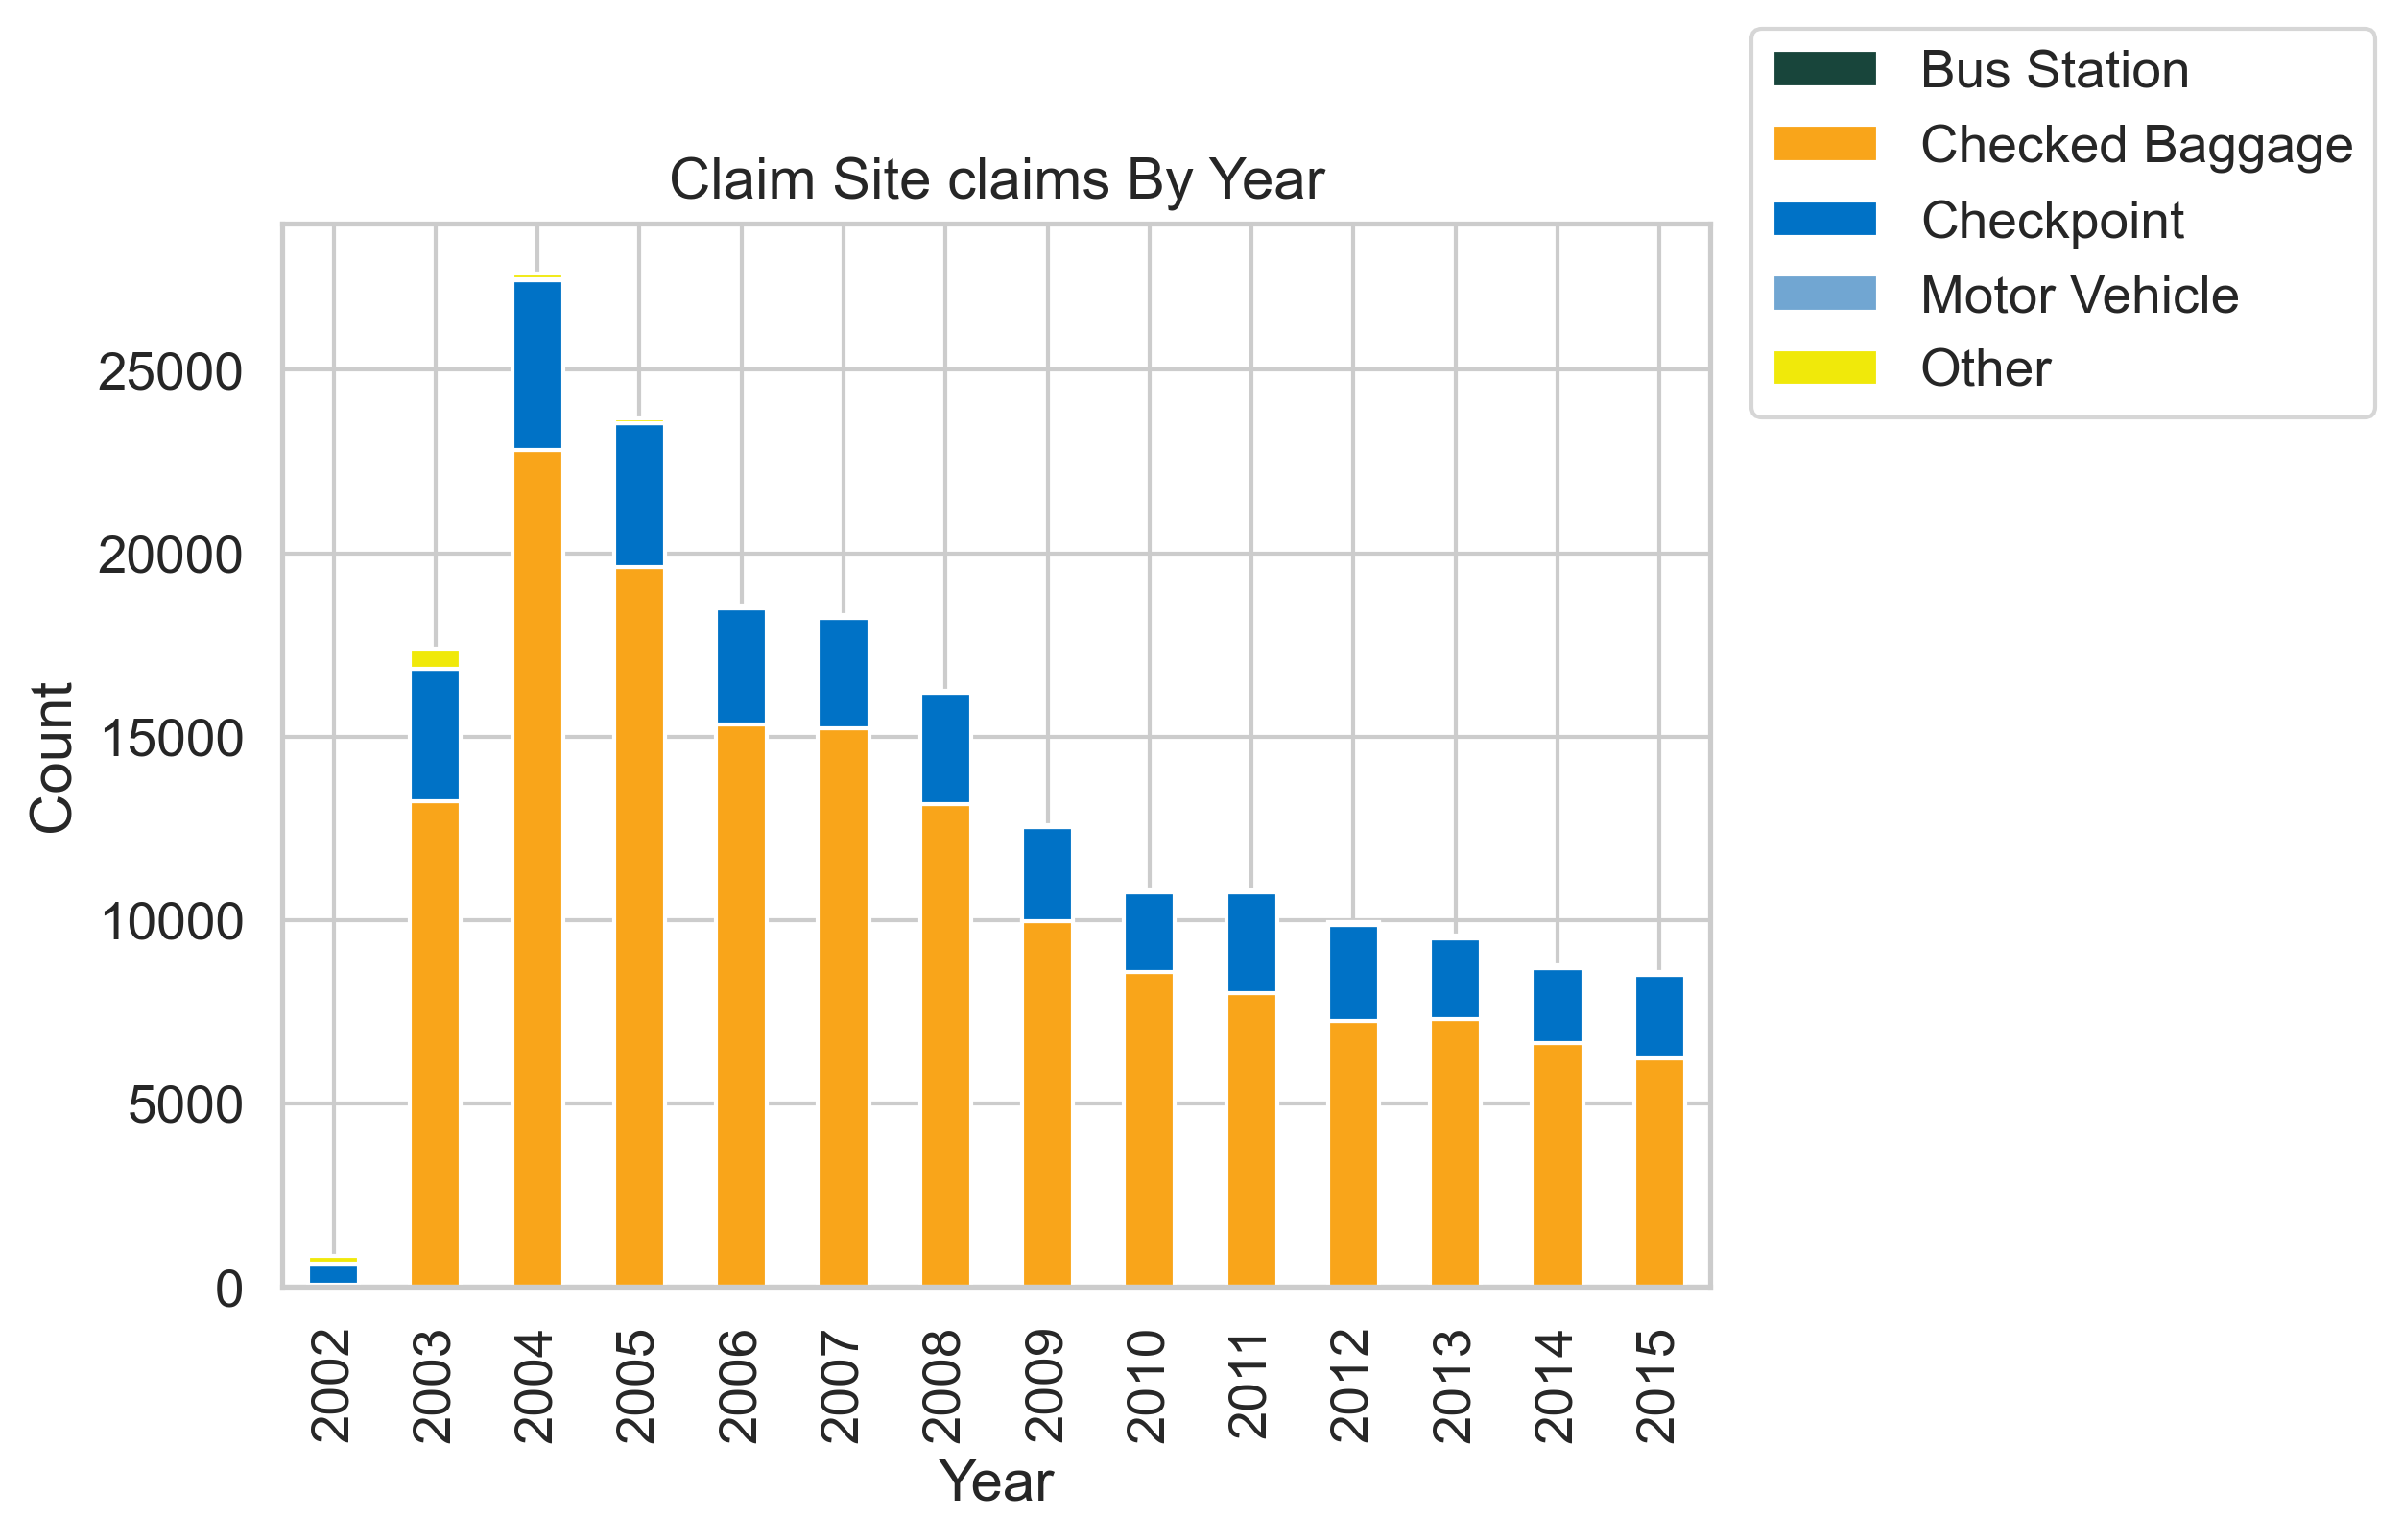 Bus Station
Checked Baggage
Checkpoint
Motor Vehicle
Other
Claim Site claims By Year
25000
20000
15000
10000
5000
0
Count
2002
2003
2004
2005
2006
2007
2008
2009
2010
2011
2012
2013
2014
2015
Year